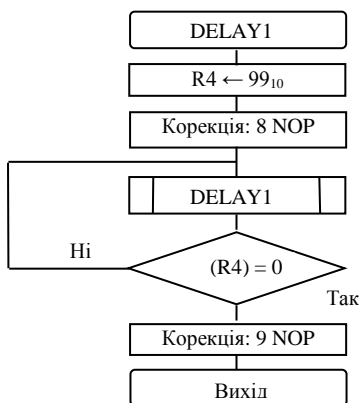 DELAY1
R4 ← 99₁₀
Корекція: 8 NOP
DELAY1
Ні
(R4) = 0
Так
Корекція: 9 NOP
Вихід